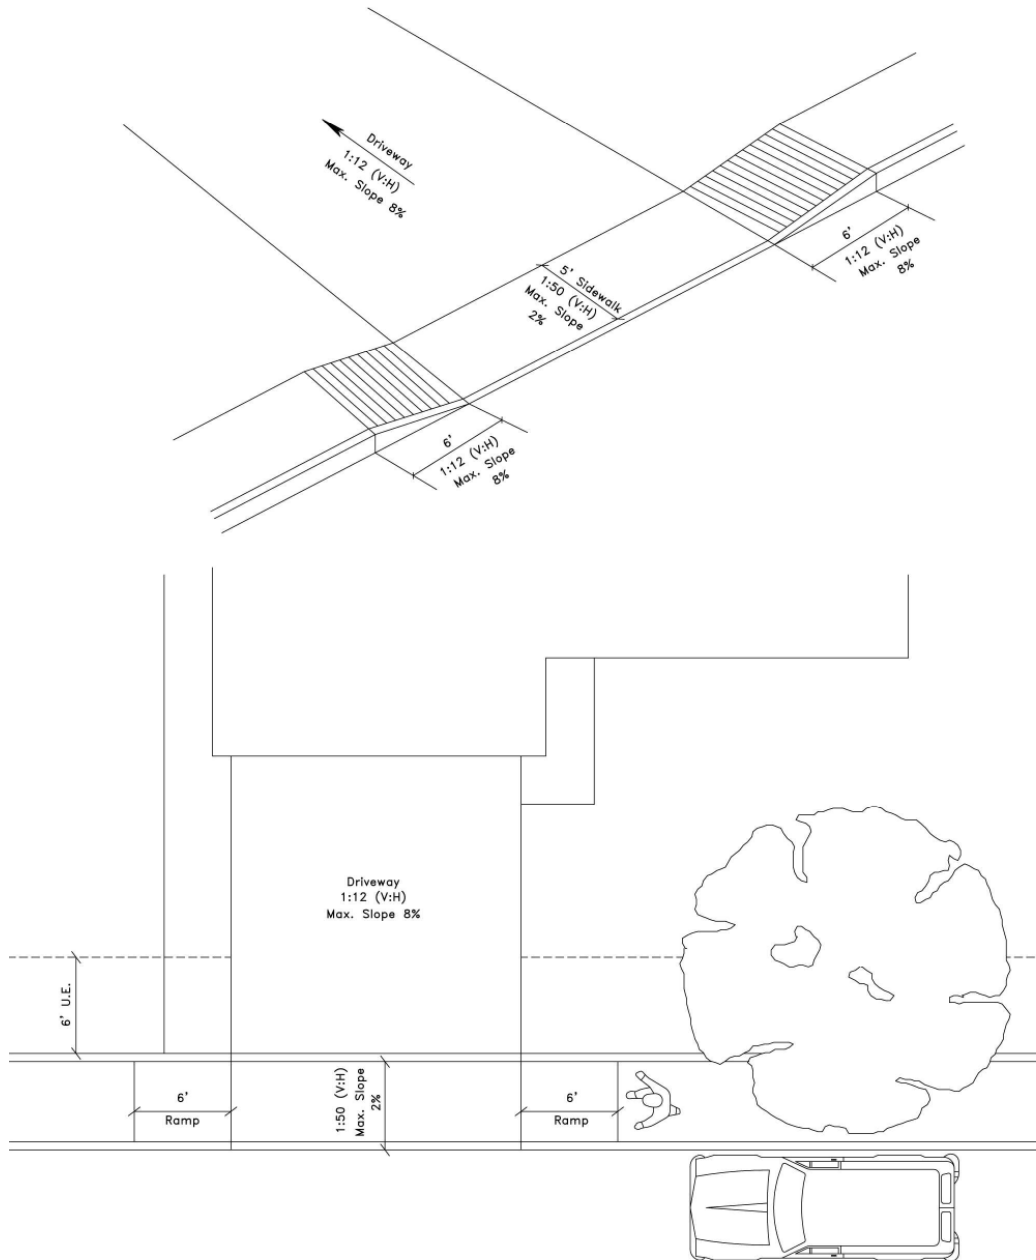 Driveway
1:12 (V:H)
Max. Slope 8%
6'
1:12 (V:H)
Max. Slope
8%
5' Sidewalk
1:50 (V:H)
Max. Slope
2%
6'
1:12 (V:H)
Max. Slope
8%
Driveway
1:12 (V:H)
Max. Slope 8%
6' U.E.
6'
Ramp
1:50 (V:H)
Max. Slope
2%
6'
Ramp